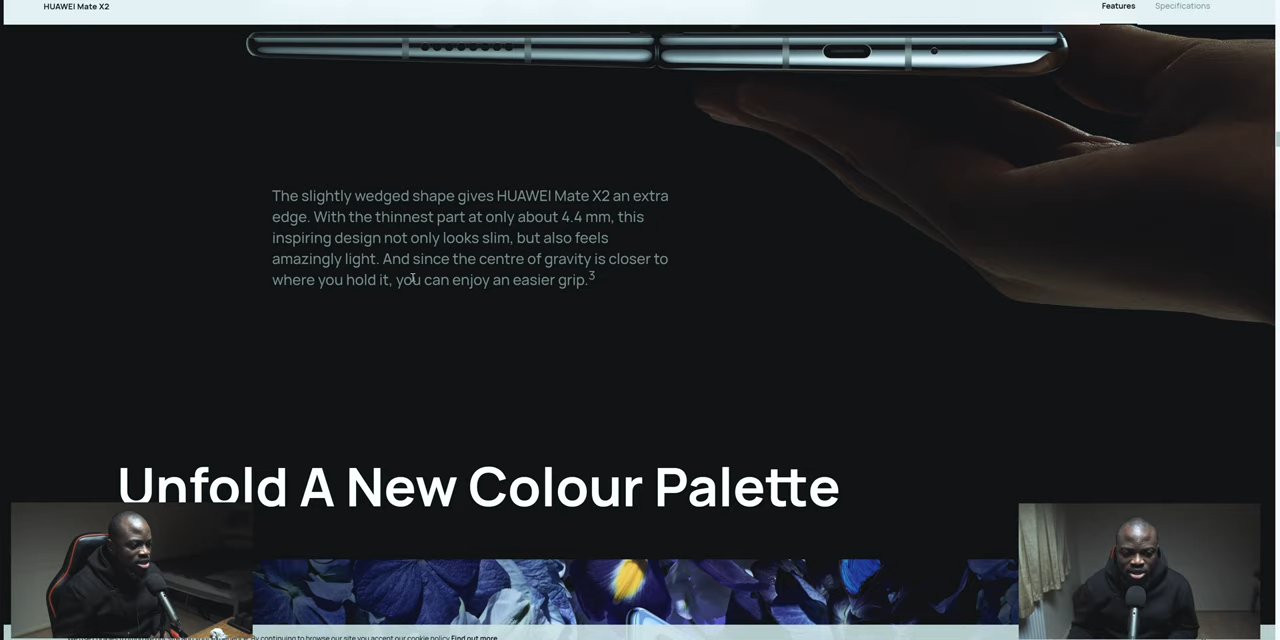 HUAWEI Mate X2
Features
Specifications
The slightly wedged shape gives HUAWEI Mate X2 an extra
edge. With the thinnest part at only about 4.4 mm, this
inspiring design not only looks slim, but also feels
amazingly light. And since the centre of gravity is closer to
where you hold it, you can enjoy an easier grip.3
Unfold A New Colour Palette
By continuing to browse our site you accept our cookie policy Find out more.